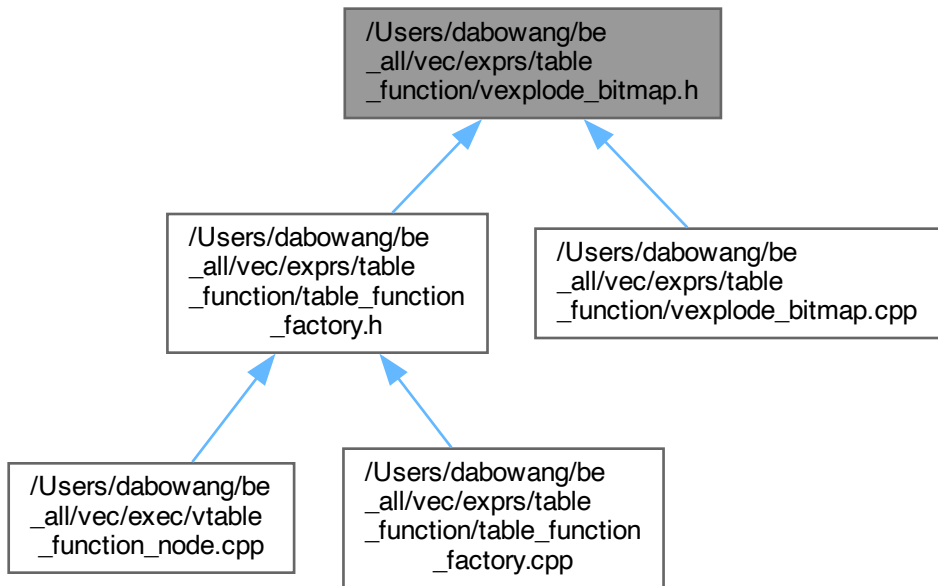 /Users/dabowang/be
_all/vec/exprs/table
_function/vexplode_bitmap.h
/Users/dabowang/be
_all/vec/exprs/table
_function/table_function
_factory.h
/Users/dabowang/be
_all/vec/exprs/table
_function/vexplode_bitmap.cpp
/Users/dabowang/be
_all/vec/exec/vtable
_function_node.cpp
/Users/dabowang/be
_all/vec/exprs/table
_function/table_function
_factory.cpp